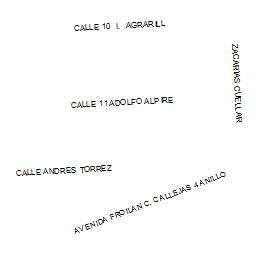 CALLE 10 I. AGRARILL
ZACARIAS CUELLAR
CALLE 11 ADOLFO ALPIRE
CALLE ANDRES TORREZ
AVENIDA FROILAN C. CALLEJAS 4 ANILLO